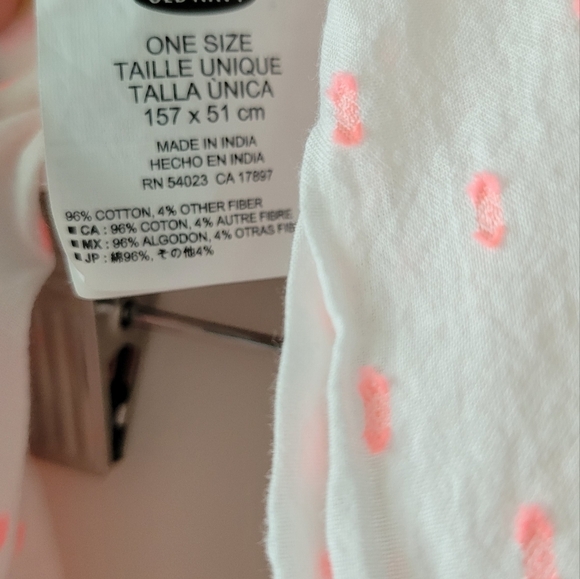 ONE SIZE
TAILLE UNIQUE
TALLA ÙNICA
157 x 51 cm
MADE IN INDIA
HECHO EN INDIA
RN 54023 CA 17897
96% COTTON, 4% OTHER FIBER
CA : 96% COTON, 4% AUTRE FIBRE
MX : 96% ALGODON, 4% OTRAS
JP : 綿96%, その他4%